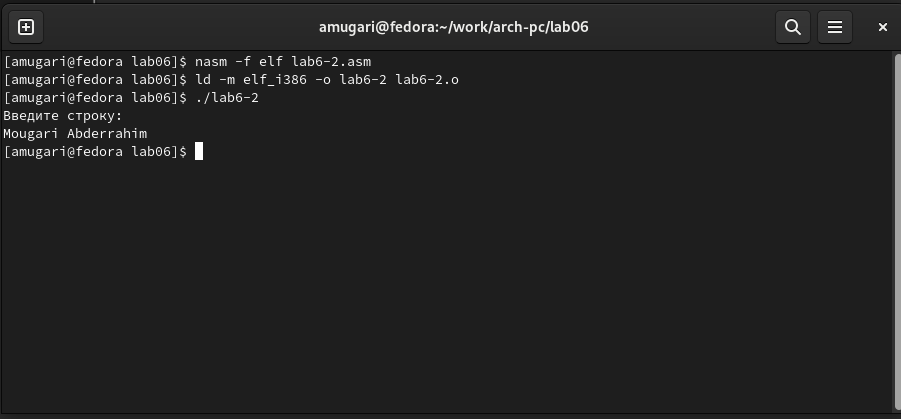 amugari@fedora:~/work/arch-pc/lab06
[amugari@fedora lab06]$ nasm -f elf lab6-2.asm
[amugari@fedora lab06]$ ld -m elf_i386 -o lab6-2 lab6-2.o
[amugari@fedora lab06]$ ./lab6-2
Введите строку:
Mougari Abderrahim
[amugari@fedora lab06]$